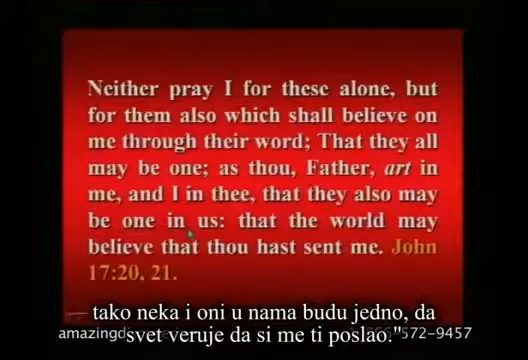 Neither pray I for these alone, but
for them also which shall believe on
me through their word; That they all
may be one; as thou, Father, art in
me, and I in thee, that they also may
be one in us: that the world may
believe that thou hast sent me. John
17:20, 21.
tako neka i oni u nama budu jedno, da
svet veruje da si me ti poslao."
amazingdi
572-9457